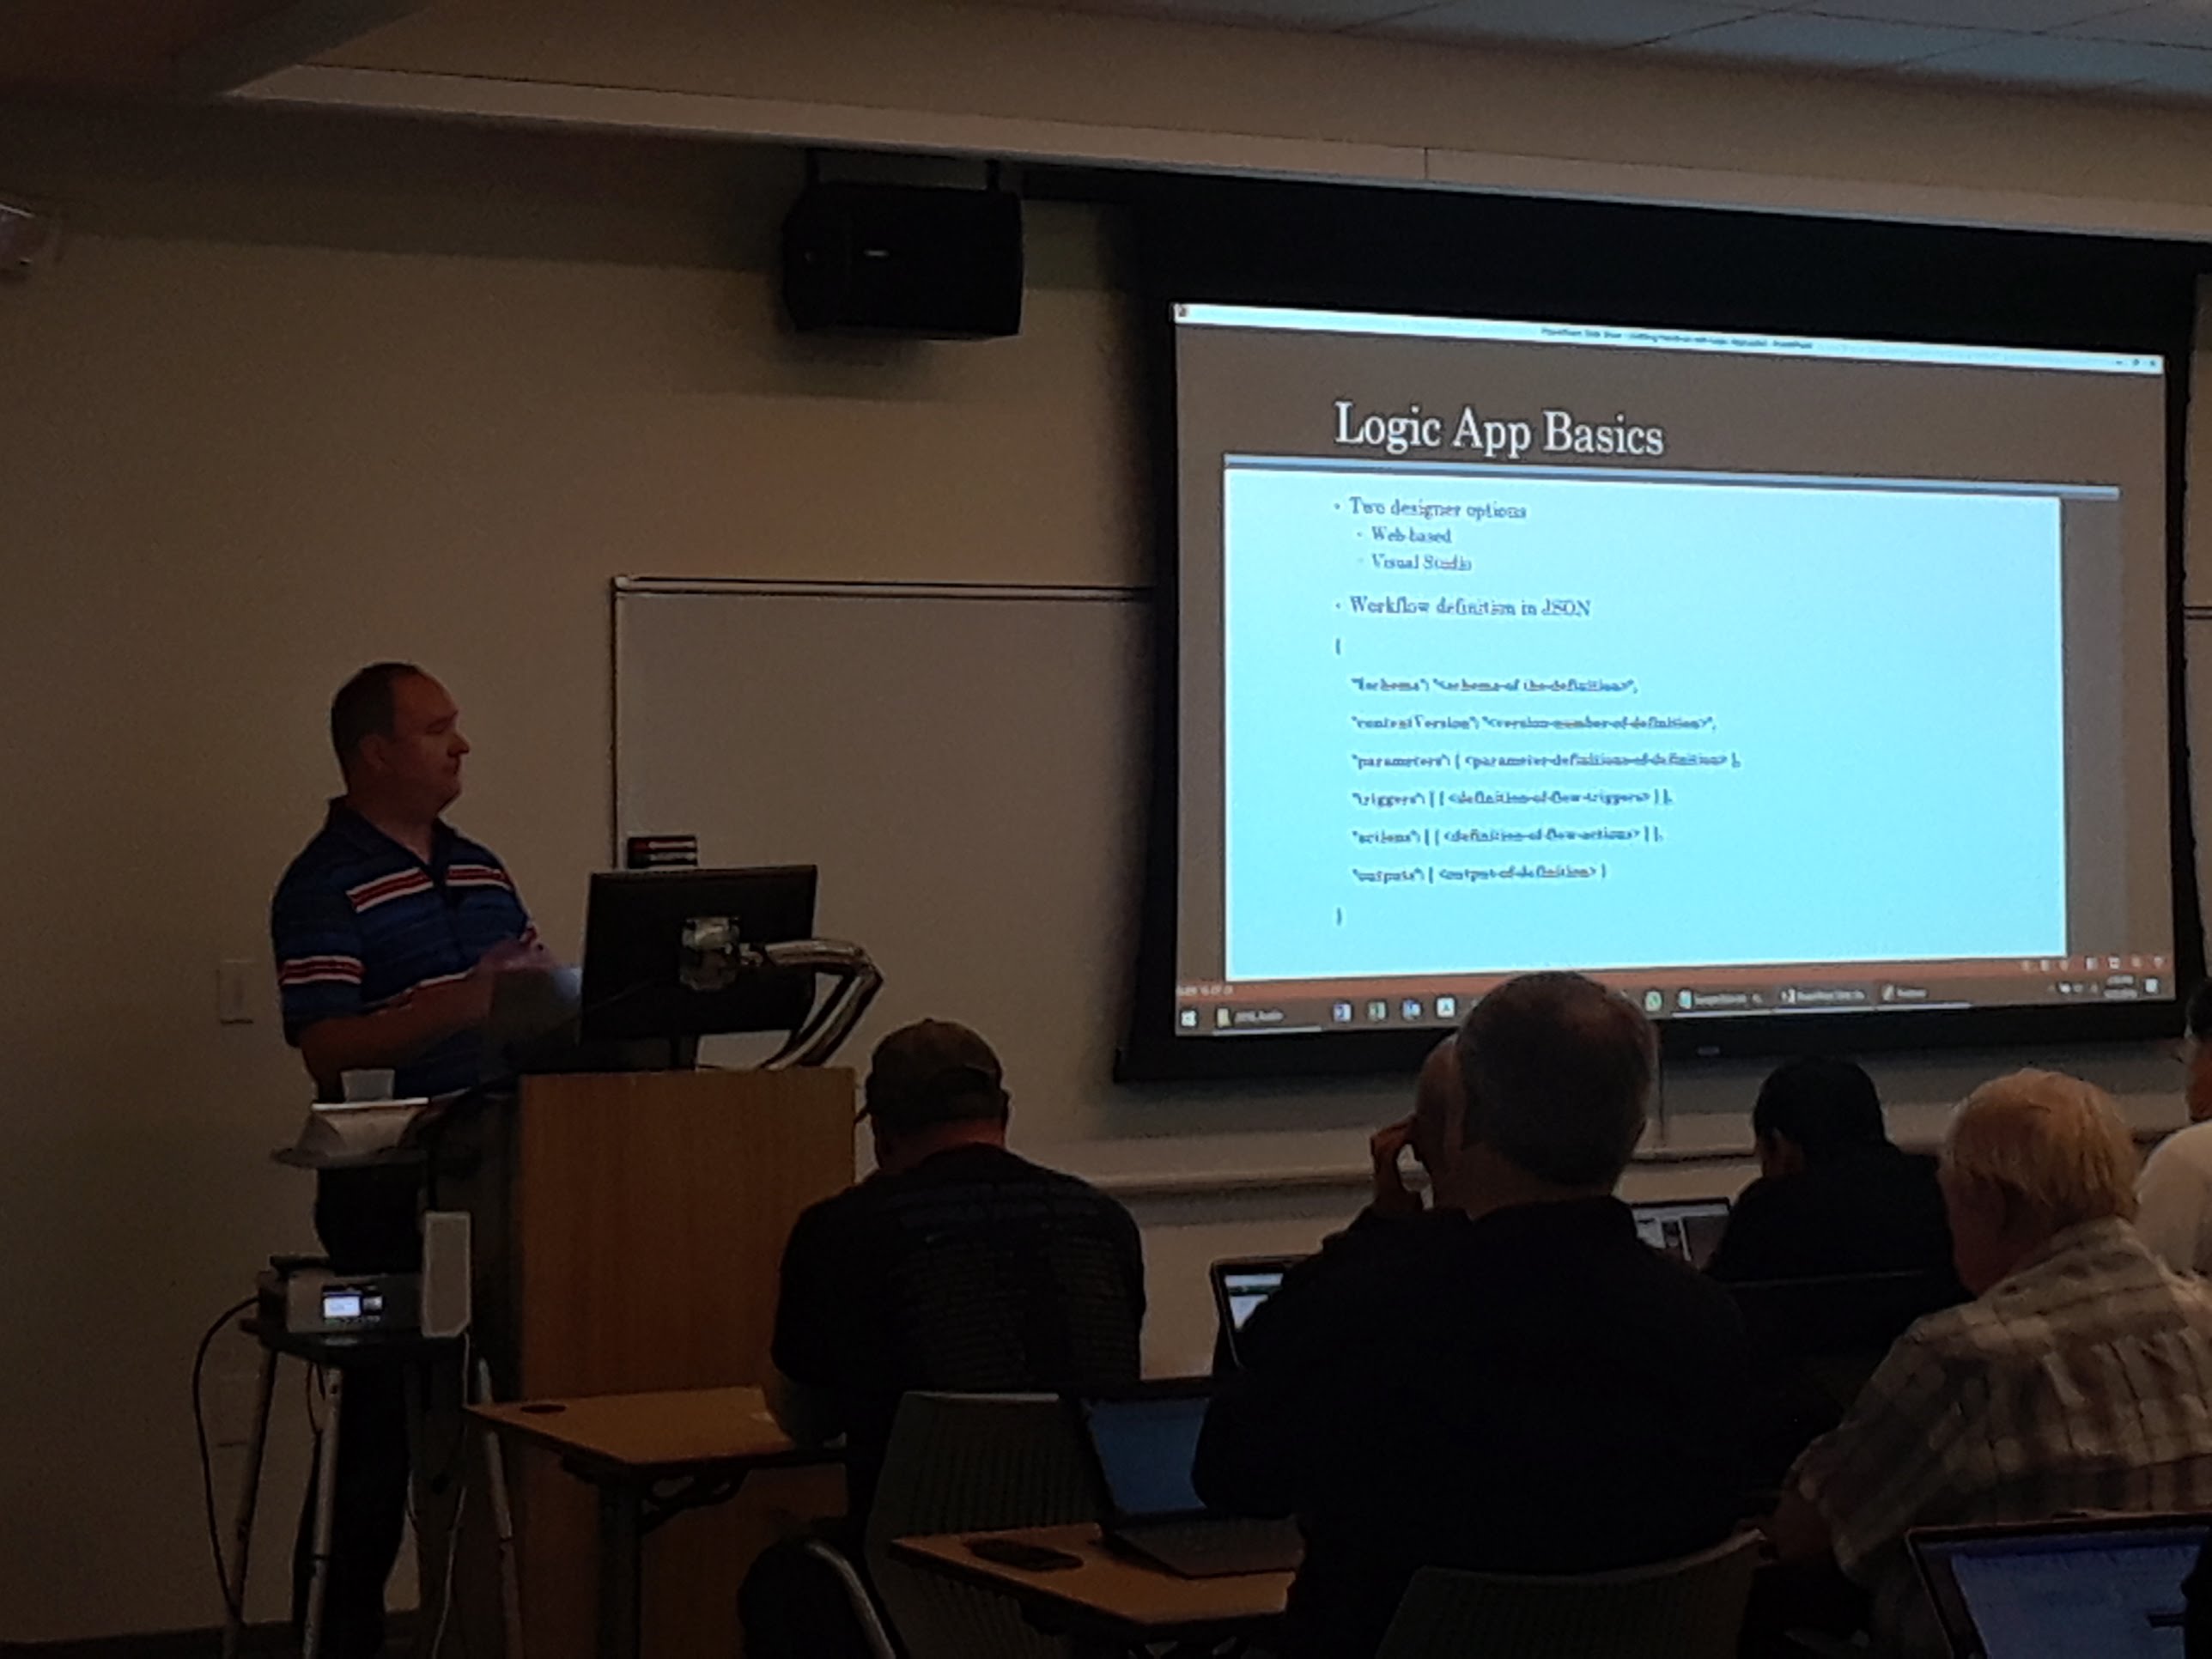 Logic App Basics
• Two designer options
• Web-based
• Visual Studio
• Workflow definition in JSON
{
"$schema": "<schema-of-the-definition>",
"contentVersion": "<version-number-of-definition>",
"parameters": { <parameter-definitions-of-definition> },
"triggers": [ { <definition-of-flow-triggers> } ],
"actions": [ { <definition-of-flow-actions> } ],
"outputs": { <output-of-definition> }
}